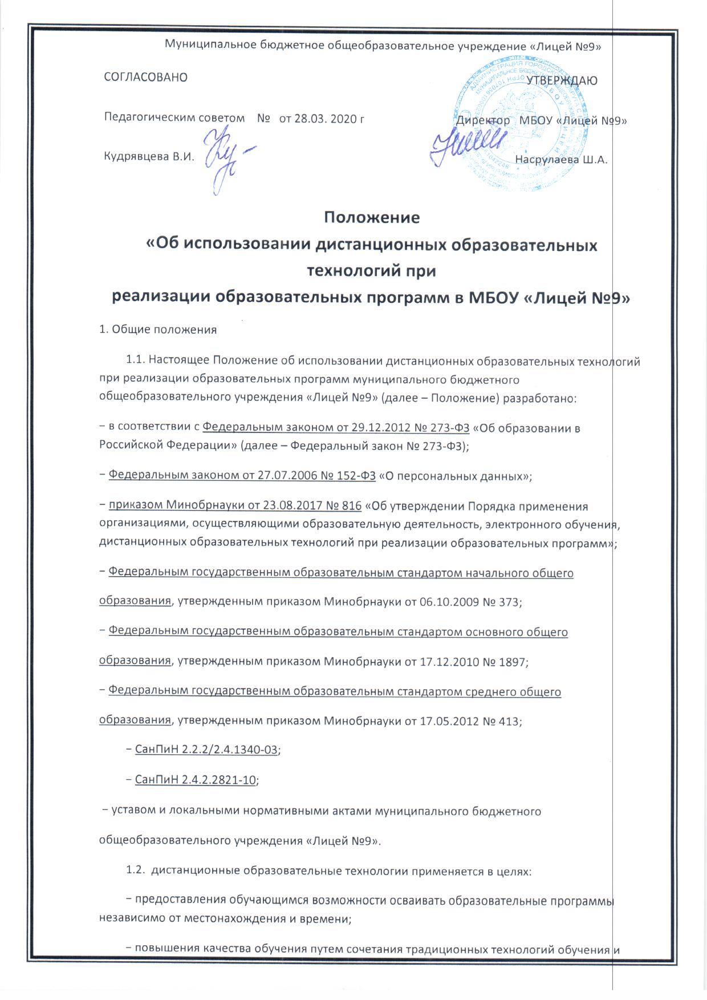 Муниципальное бюджетное общеобразовательное учреждение «Лицей №9»
СОГЛАСОВАНО УТВЕРЖДАЮ
Педагогическим советом № от 28.03. 2020 г Директор МБОУ «Лицей №9»
Кудрявцева В.И. Насрулаева Ш.А.
Положение
«Об использовании дистанционных образовательных
технологий при
реализации образовательных программ в МБОУ «Лицей №9»
1. Общие положения
1.1. Настоящее Положение об использовании дистанционных образовательных технологий
при реализации образовательных программ муниципального бюджетного
общеобразовательного учреждения «Лицей №9» (далее – Положение) разработано:
− в соответствии с Федеральным законом от 29.12.2012 № 273-ФЗ «Об образовании в
Российской Федерации» (далее – Федеральный закон № 273-ФЗ);
− Федеральным законом от 27.07.2006 № 152-ФЗ «О персональных данных»;
− приказом Минобрнауки от 23.08.2017 № 816 «Об утверждении Порядка применения
организациями, осуществляющими образовательную деятельность, электронного обучения,
дистанционных образовательных технологий при реализации образовательных программ»;
− Федеральным государственным образовательным стандартом начального общего
образования, утвержденным приказом Минобрнауки от 06.10.2009 № 373;
− Федеральным государственным образовательным стандартом основного общего
образования, утвержденным приказом Минобрнауки от 17.12.2010 № 1897;
− Федеральным государственным образовательным стандартом среднего общего
образования, утвержденным приказом Минобрнауки от 17.05.2012 № 413;
− СанПиН 2.2.2/2.4.1340-03;
− СанПиН 2.4.2.2821-10;
− уставом и локальными нормативными актами муниципального бюджетного
общеобразовательного учреждения «Лицей №9».
1.2. дистанционные образовательные технологии применяется в целях:
− предоставления обучающимся возможности осваивать образовательные программы
независимо от местонахождения и времени;
− повышения качества обучения путем сочетания традиционных технологий обучения и